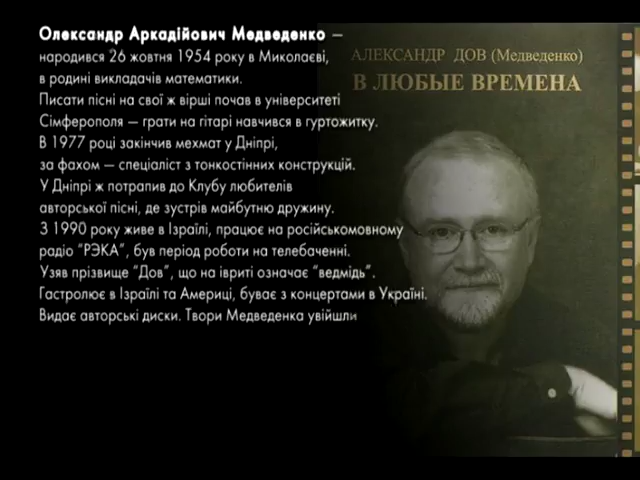 Олександр Аркадійович Медведенко —
народився 26 жовтня 1954 року в Миколаєві,
в родині викладачів математики.
Писати пісні на свої ж вірші почав в університеті
Сімферополя — грати на гітарі навчився в гуртожитку.
В 1977 році закінчив мехмат у Дніпрі,
за фахом — спеціаліст з тонкостінних конструкцій.
У Дніпрі ж потрапив до Клубу любителів
авторської пісні, де зустрів майбутню дружину.
З 1990 року живе в Ізраїлі, працює на російськомовному
радіо "РЭКА", був період роботи на телебаченні.
Узяв прізвище "Дов", що на івриті означає "ведмідь".
Гастролює в Ізраїлі та Америці, буває з концертами в Україні.
Видає авторські диски. Твори Медведенка увійшли
АЛЕКСАНДР ДОВ (Медведенко)
В ЛЮБЫЕ ВРЕМЕНА